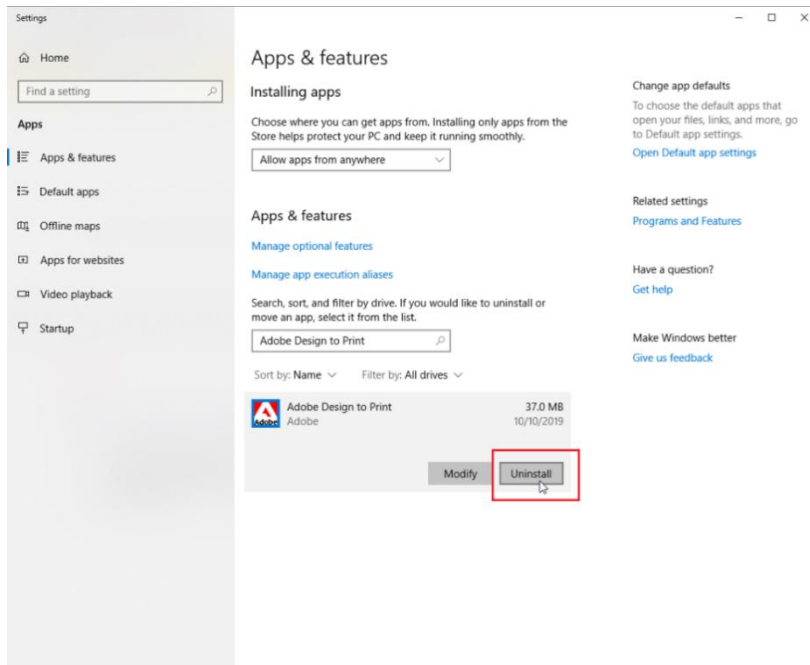 Settings
Home
Find a setting
Apps
Apps & features
Default apps
Offline maps
Apps for websites
Video playback
Startup
Apps & features
Installing apps
Choose where you can get apps from. Installing only apps from the
Store helps protect your PC and keep it running smoothly.
Allow apps from anywhere
Apps & features
Manage optional features
Manage app execution aliases
Search, sort, and filter by drive. If you would like to uninstall or
move an app, select it from the list.
Adobe Design to Print
Sort by: Name Filter by: All drives
Adobe Design to Print 37.0 MB
Adobe Adobe 10/10/2019
Modify Uninstall
Change app defaults
To choose the default apps that
open your files, links, and more, go
to Default app settings.
Open Default app settings
Related settings
Programs and Features
Have a question?
Get help
Make Windows better
Give us feedback